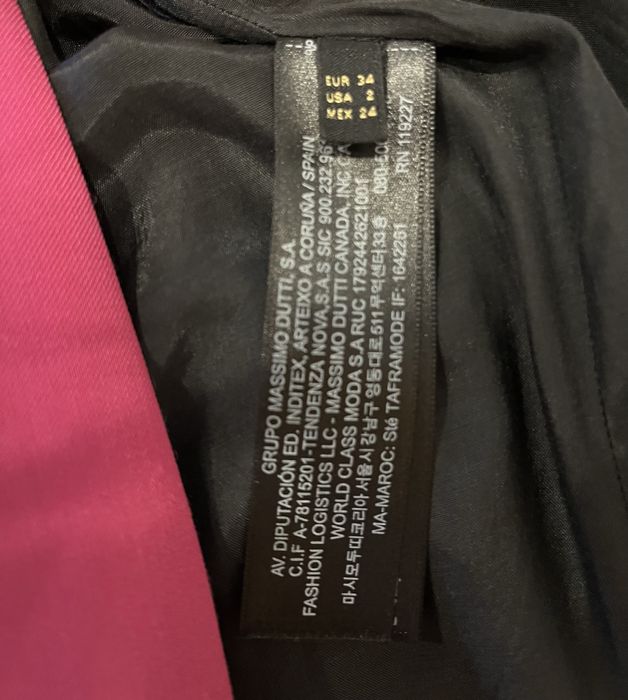 EUR 34
USA 2
MEX 24
GRUPO MASSIMO DUTTI, S.A.
AV. DIPUTACIÓN ED. INDITEX, ARTEIXO A CORUÑA / SPAIN
C.I.F A-78115201-TENDENZA NOVA,S.A.S SIC 900.232.96
FASHION LOGISTICS LLC - MASSIMO DUTTI CANADA, INC CA
WORLD CLASS MODA S.A RUC 1792442621001
마시모두띠코리아 서울시 강남구 영동대로 511 무역센터 33층
MA-MAROC: Sté TAFRAMODE IF: 1642261
RN 119227